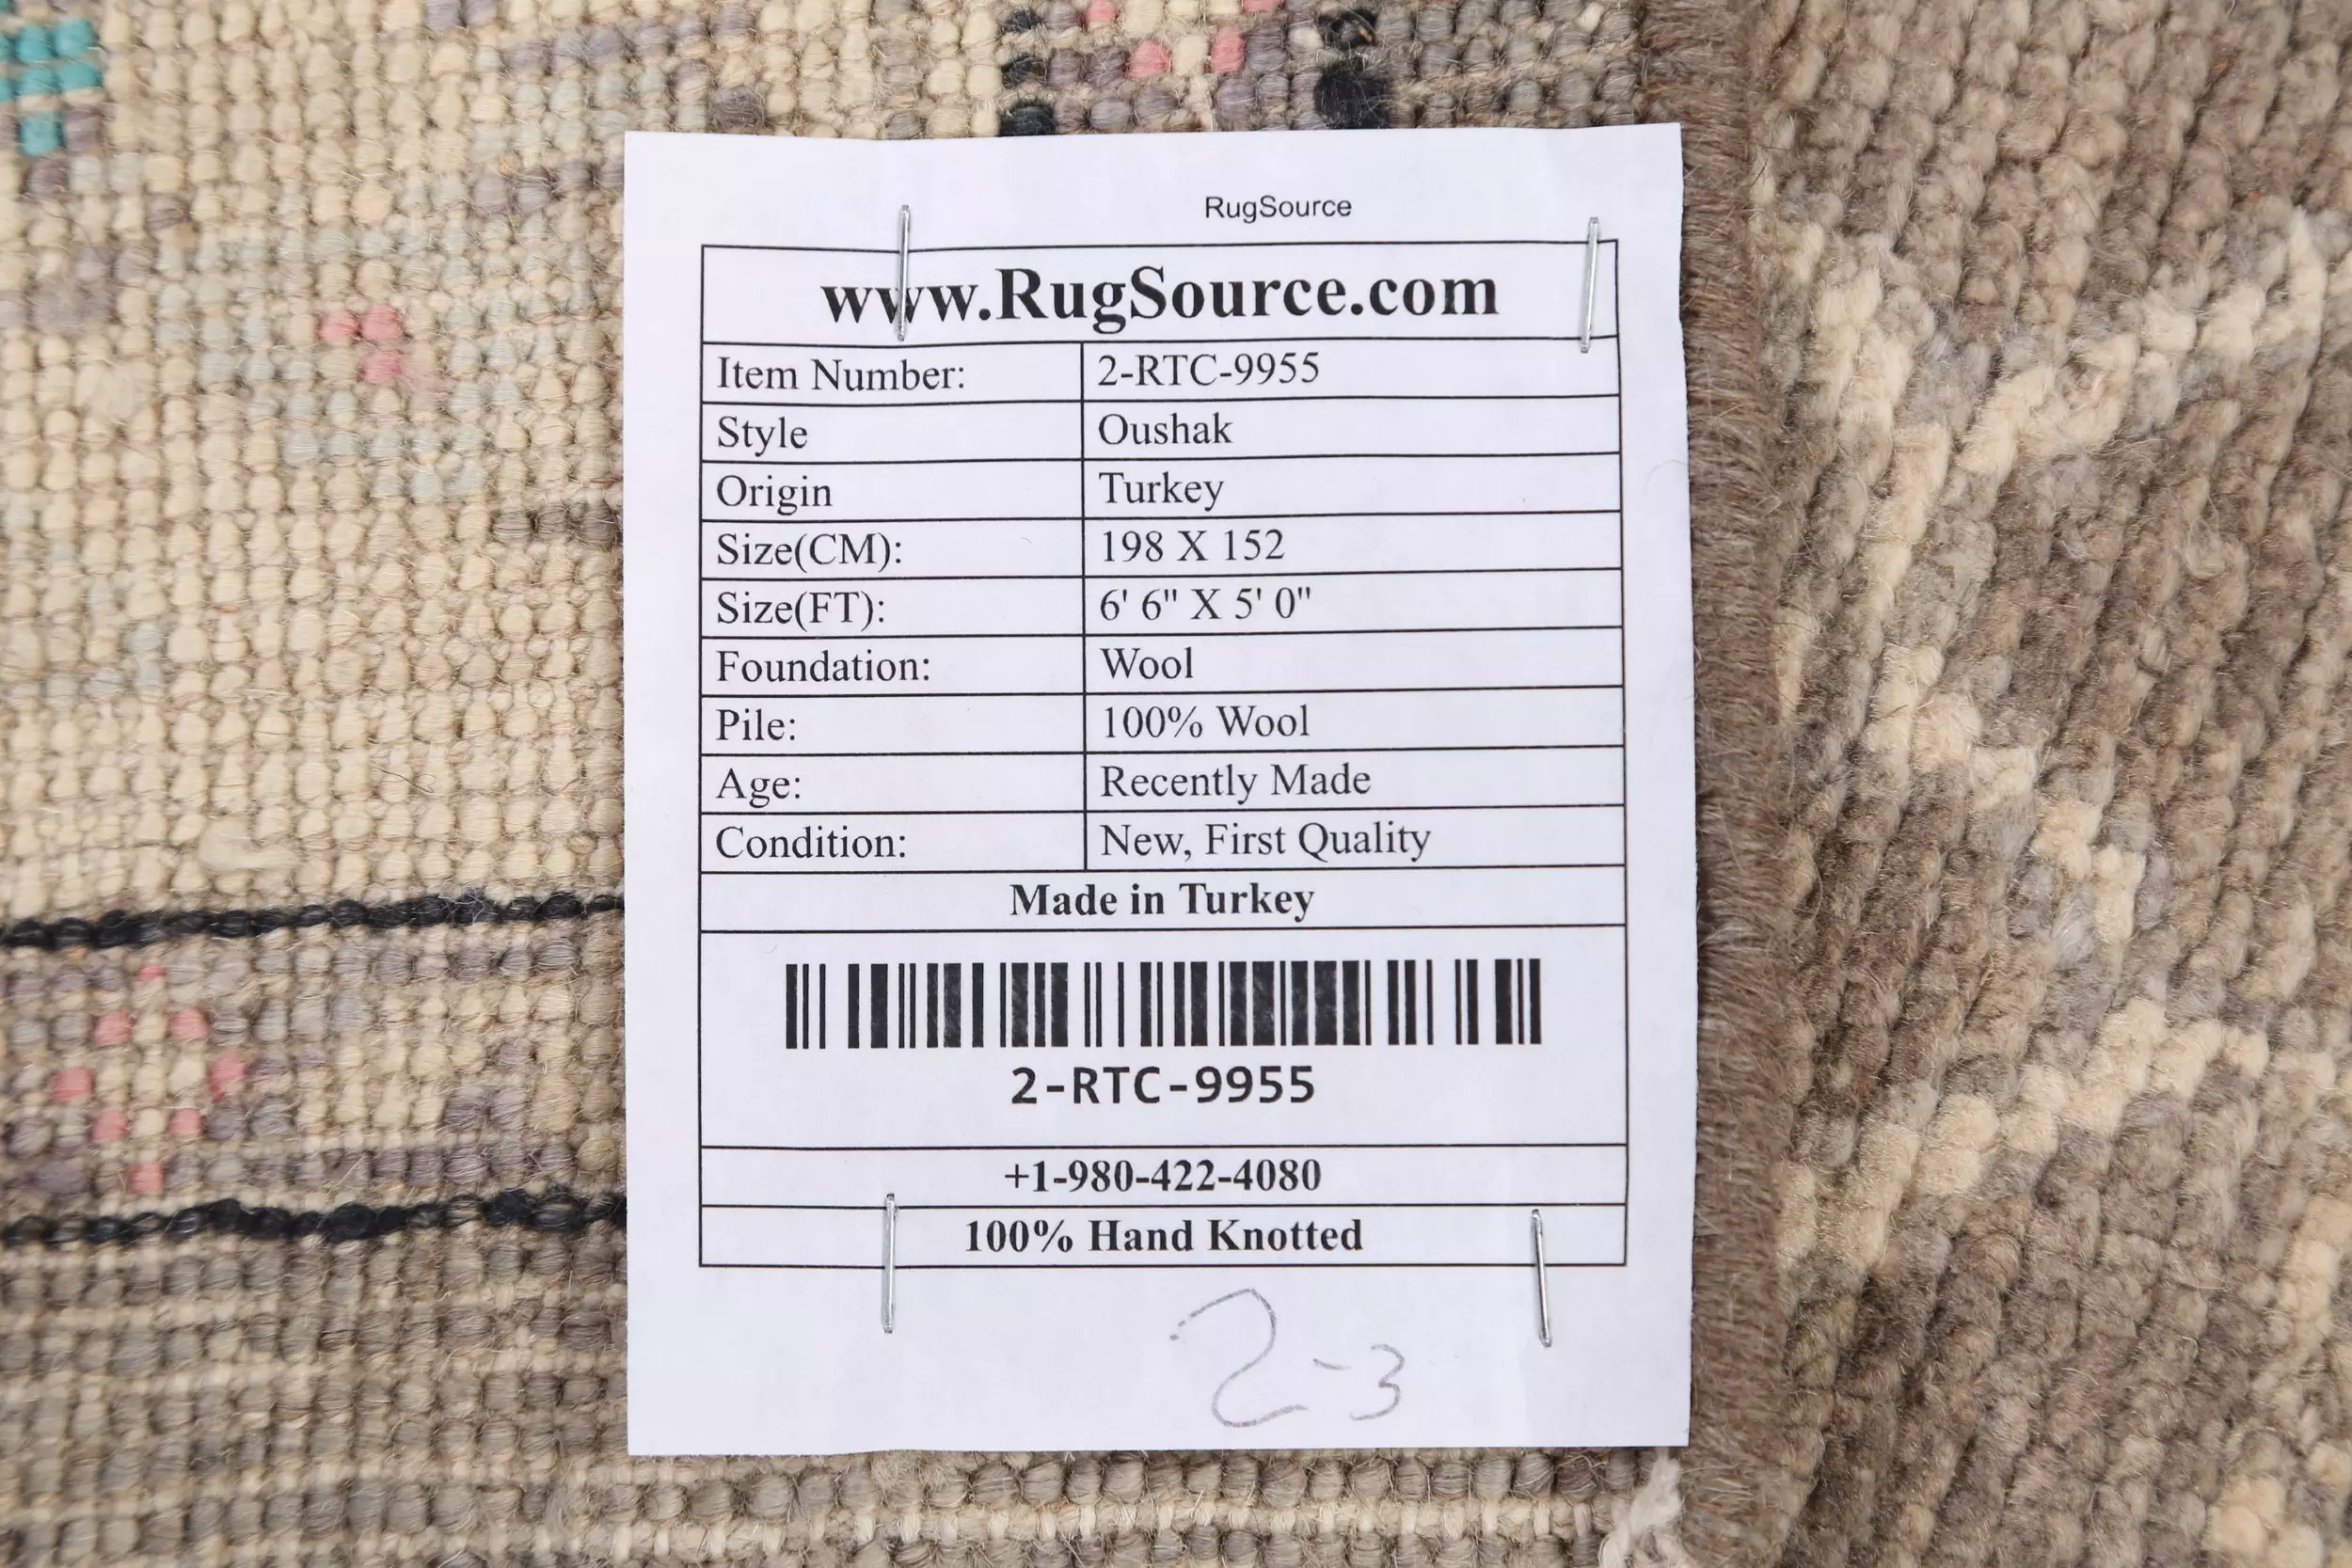 RugSource
www.RugSource.com
Item Number: 2-RTC-9955
Style Oushak
Origin Turkey
Size(CM): 198 X 152
Size(FT): 6' 6" X 5' 0"
Foundation: Wool
Pile: 100% Wool
Age: Recently Made
Condition: New, First Quality
Made in Turkey
2-RTC-9955
+1-980-422-4080
100% Hand Knotted
2-3